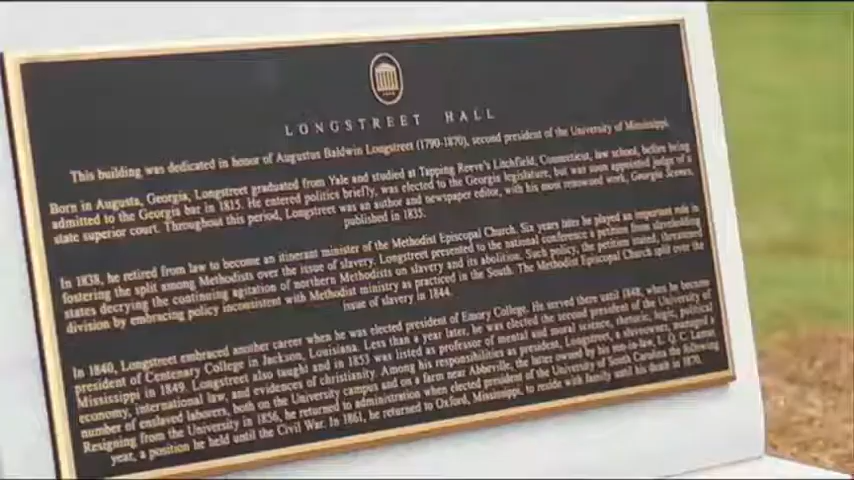 LONGSTREET HALL
This building was dedicated in honor of Augustus Baldwin Longstreet (1790-1870), second president of the University of Mississippi.
Born in Augusta, Georgia, Longstreet graduated from Yale and studied at Tapping Reeve's Litchfield, Connecticut, law school, before being
admitted to the Georgia bar in 1815. He entered politics briefly, was elected to the Georgia legislature, but was soon appointed judge of a
state superior court. Throughout this period, Longstreet was an author and newspaper editor, with his most renowned work, Georgia Scenes,
published in 1835.
In 1838, he retired from law to become an itinerant minister of the Methodist Episcopal Church. Six years later he played an important role in
fostering the split among Methodists over the issue of slavery. Longstreet presented to the national conference a petition from slaveholding
states decrying the continuing agitation of northern Methodists on slavery and its abolition. Such policy, the petition stated, threatened
division by embracing policy inconsistent with Methodist ministry as practiced in the South. The Methodist Episcopal Church split over the
issue of slavery in 1844.
In 1840, Longstreet embraced another career when he was elected president of Emory College. He served there until 1848, when he became
president of Centenary College in Jackson, Louisiana. Less than a year later, he was elected the second president of the University of
Mississippi in 1849. Longstreet also taught and in 1853 was listed as professor of mental and moral science, rhetoric, logic, political
economy, international law, and evidences of christianity. Among his responsibilities as president, Longstreet, a slaveowner, managed a
number of enslaved laborers, both on the University campus and on a farm near Abbeville, the latter owned by his son-in-law, L. Q. C. Lamar.
Resigning from the University in 1856, he returned to administration when elected president of the University of South Carolina the following
year, a position he held until the Civil War. In 1861, he returned to Oxford, Mississippi, to reside with family until his death in 1870.